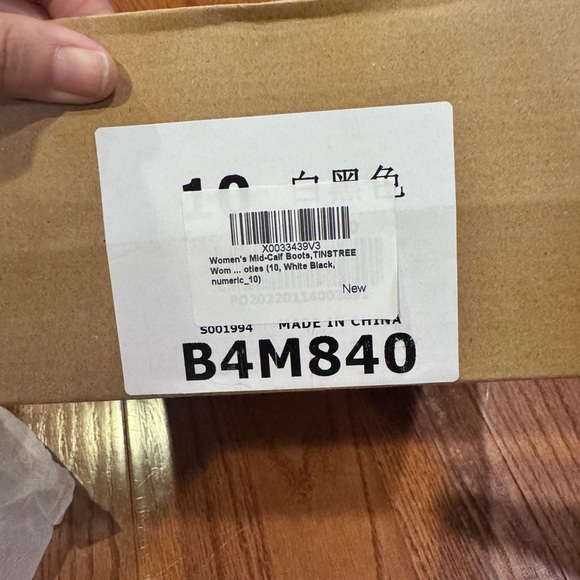 10 白黑色
X0033439V3
Women's Mid-Calf Boots,TINSTREE
Wom ... oties (10, White Black,
numeric_10)
New
S001994 MADE IN CHINA
B4M840